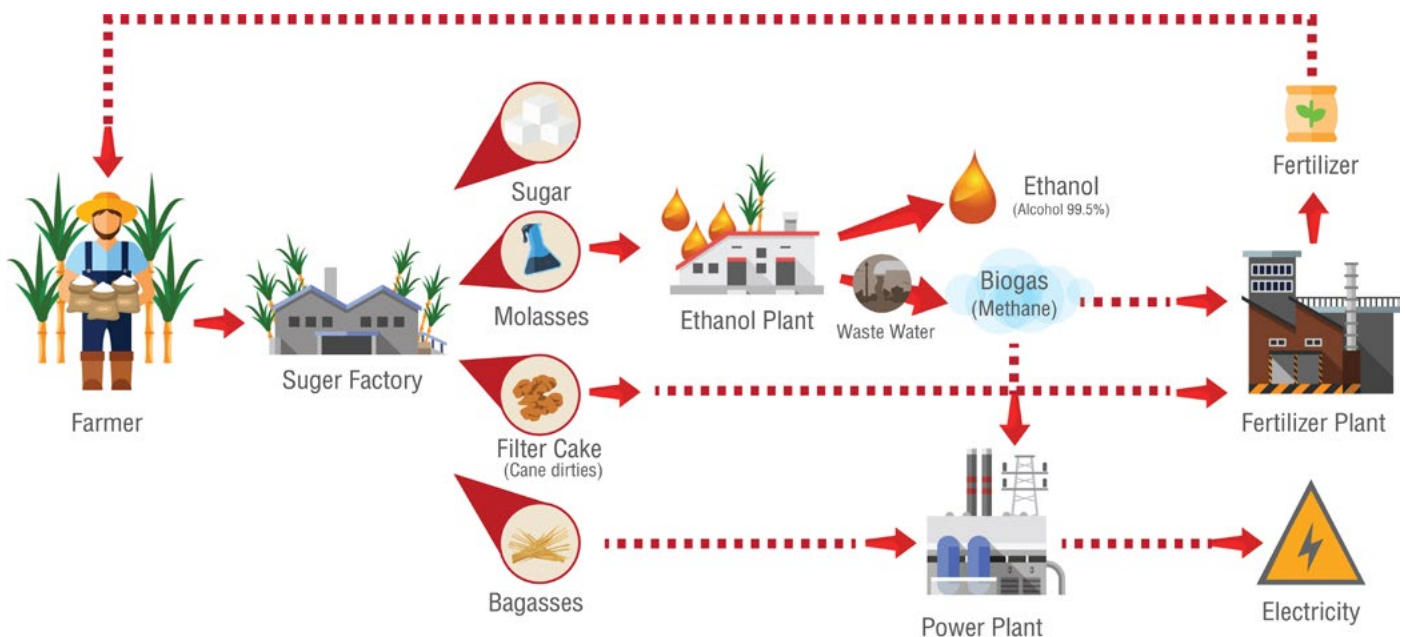 Sugar
Fertilizer
Ethanol
(Alcohol 99.5%)
Biogas
(Methane)
Molasses
Ethanol Plant
Waste Water
Suger Factory
Farmer
Fertilizer Plant
Filter Cake
(Cane dirties)
Bagasses
Power Plant
Electricity